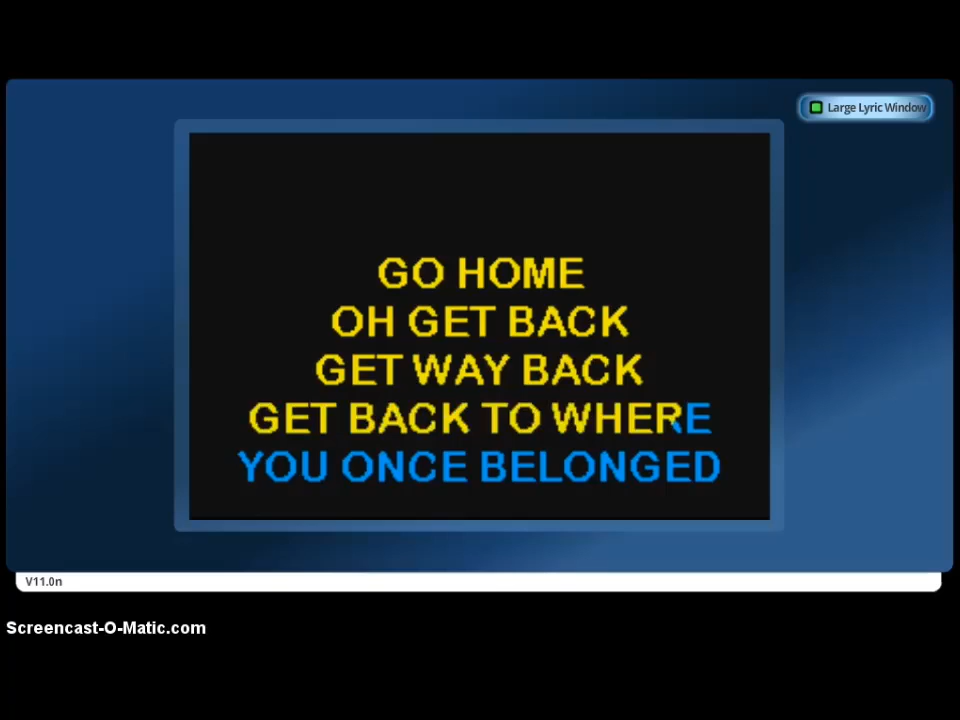 Large Lyric Window
GO HOME
OH GET BACK
GET WAY BACK
GET BACK TO WHERE
YOU ONCE BELONGED
V11.0n
Screencast-O-Matic.com